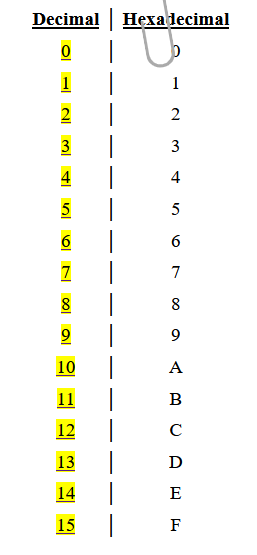 Decimal | Hexadecimal
0 | 0
1 | 1
2 | 2
3 | 3
4 | 4
5 | 5
6 | 6
7 | 7
8 | 8
9 | 9
10 | A
11 | B
12 | C
13 | D
14 | E
15 | F